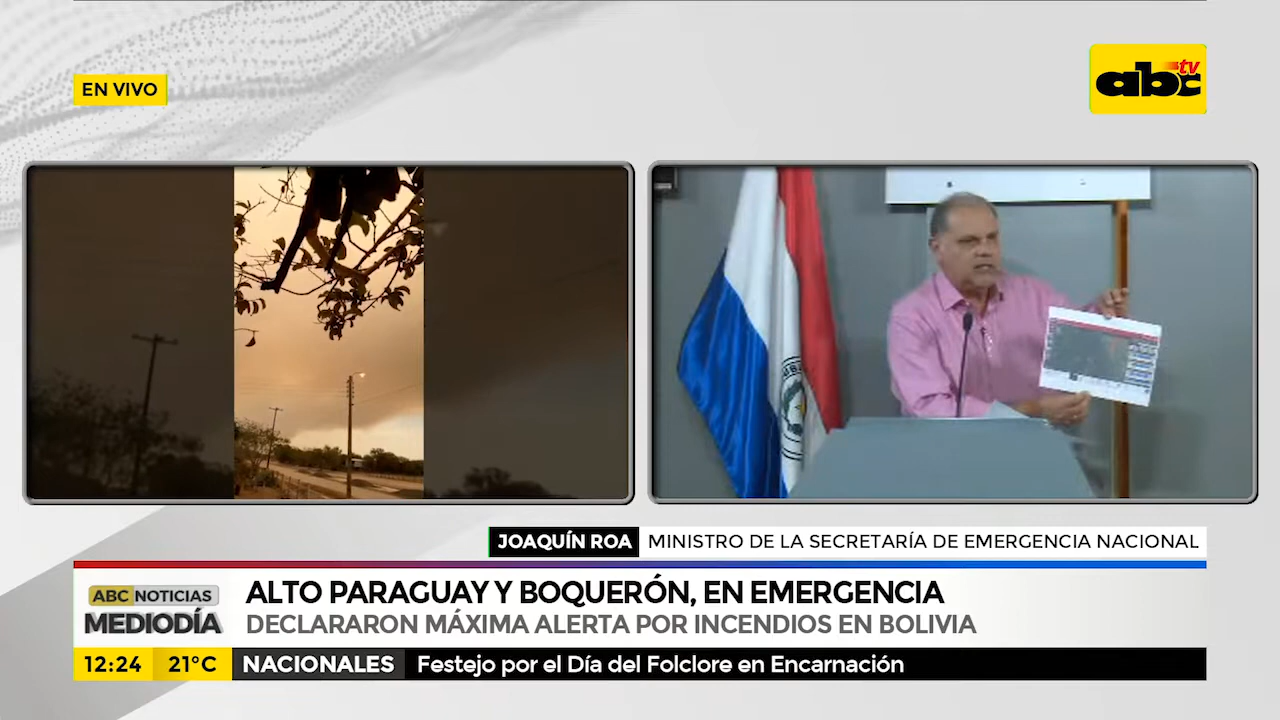 EN VIVO
abc tv
JOAQUÍN ROA MINISTRO DE LA SECRETARÍA DE EMERGENCIA NACIONAL
ABC NOTICIAS
MEDIODÍA
ALTO PARAGUAY Y BOQUERÓN, EN EMERGENCIA
DECLARARON MÁXIMA ALERTA POR INCENDIOS EN BOLIVIA
12:24 21°C NACIONALES Festejo por el Día del Folclore en Encarnación